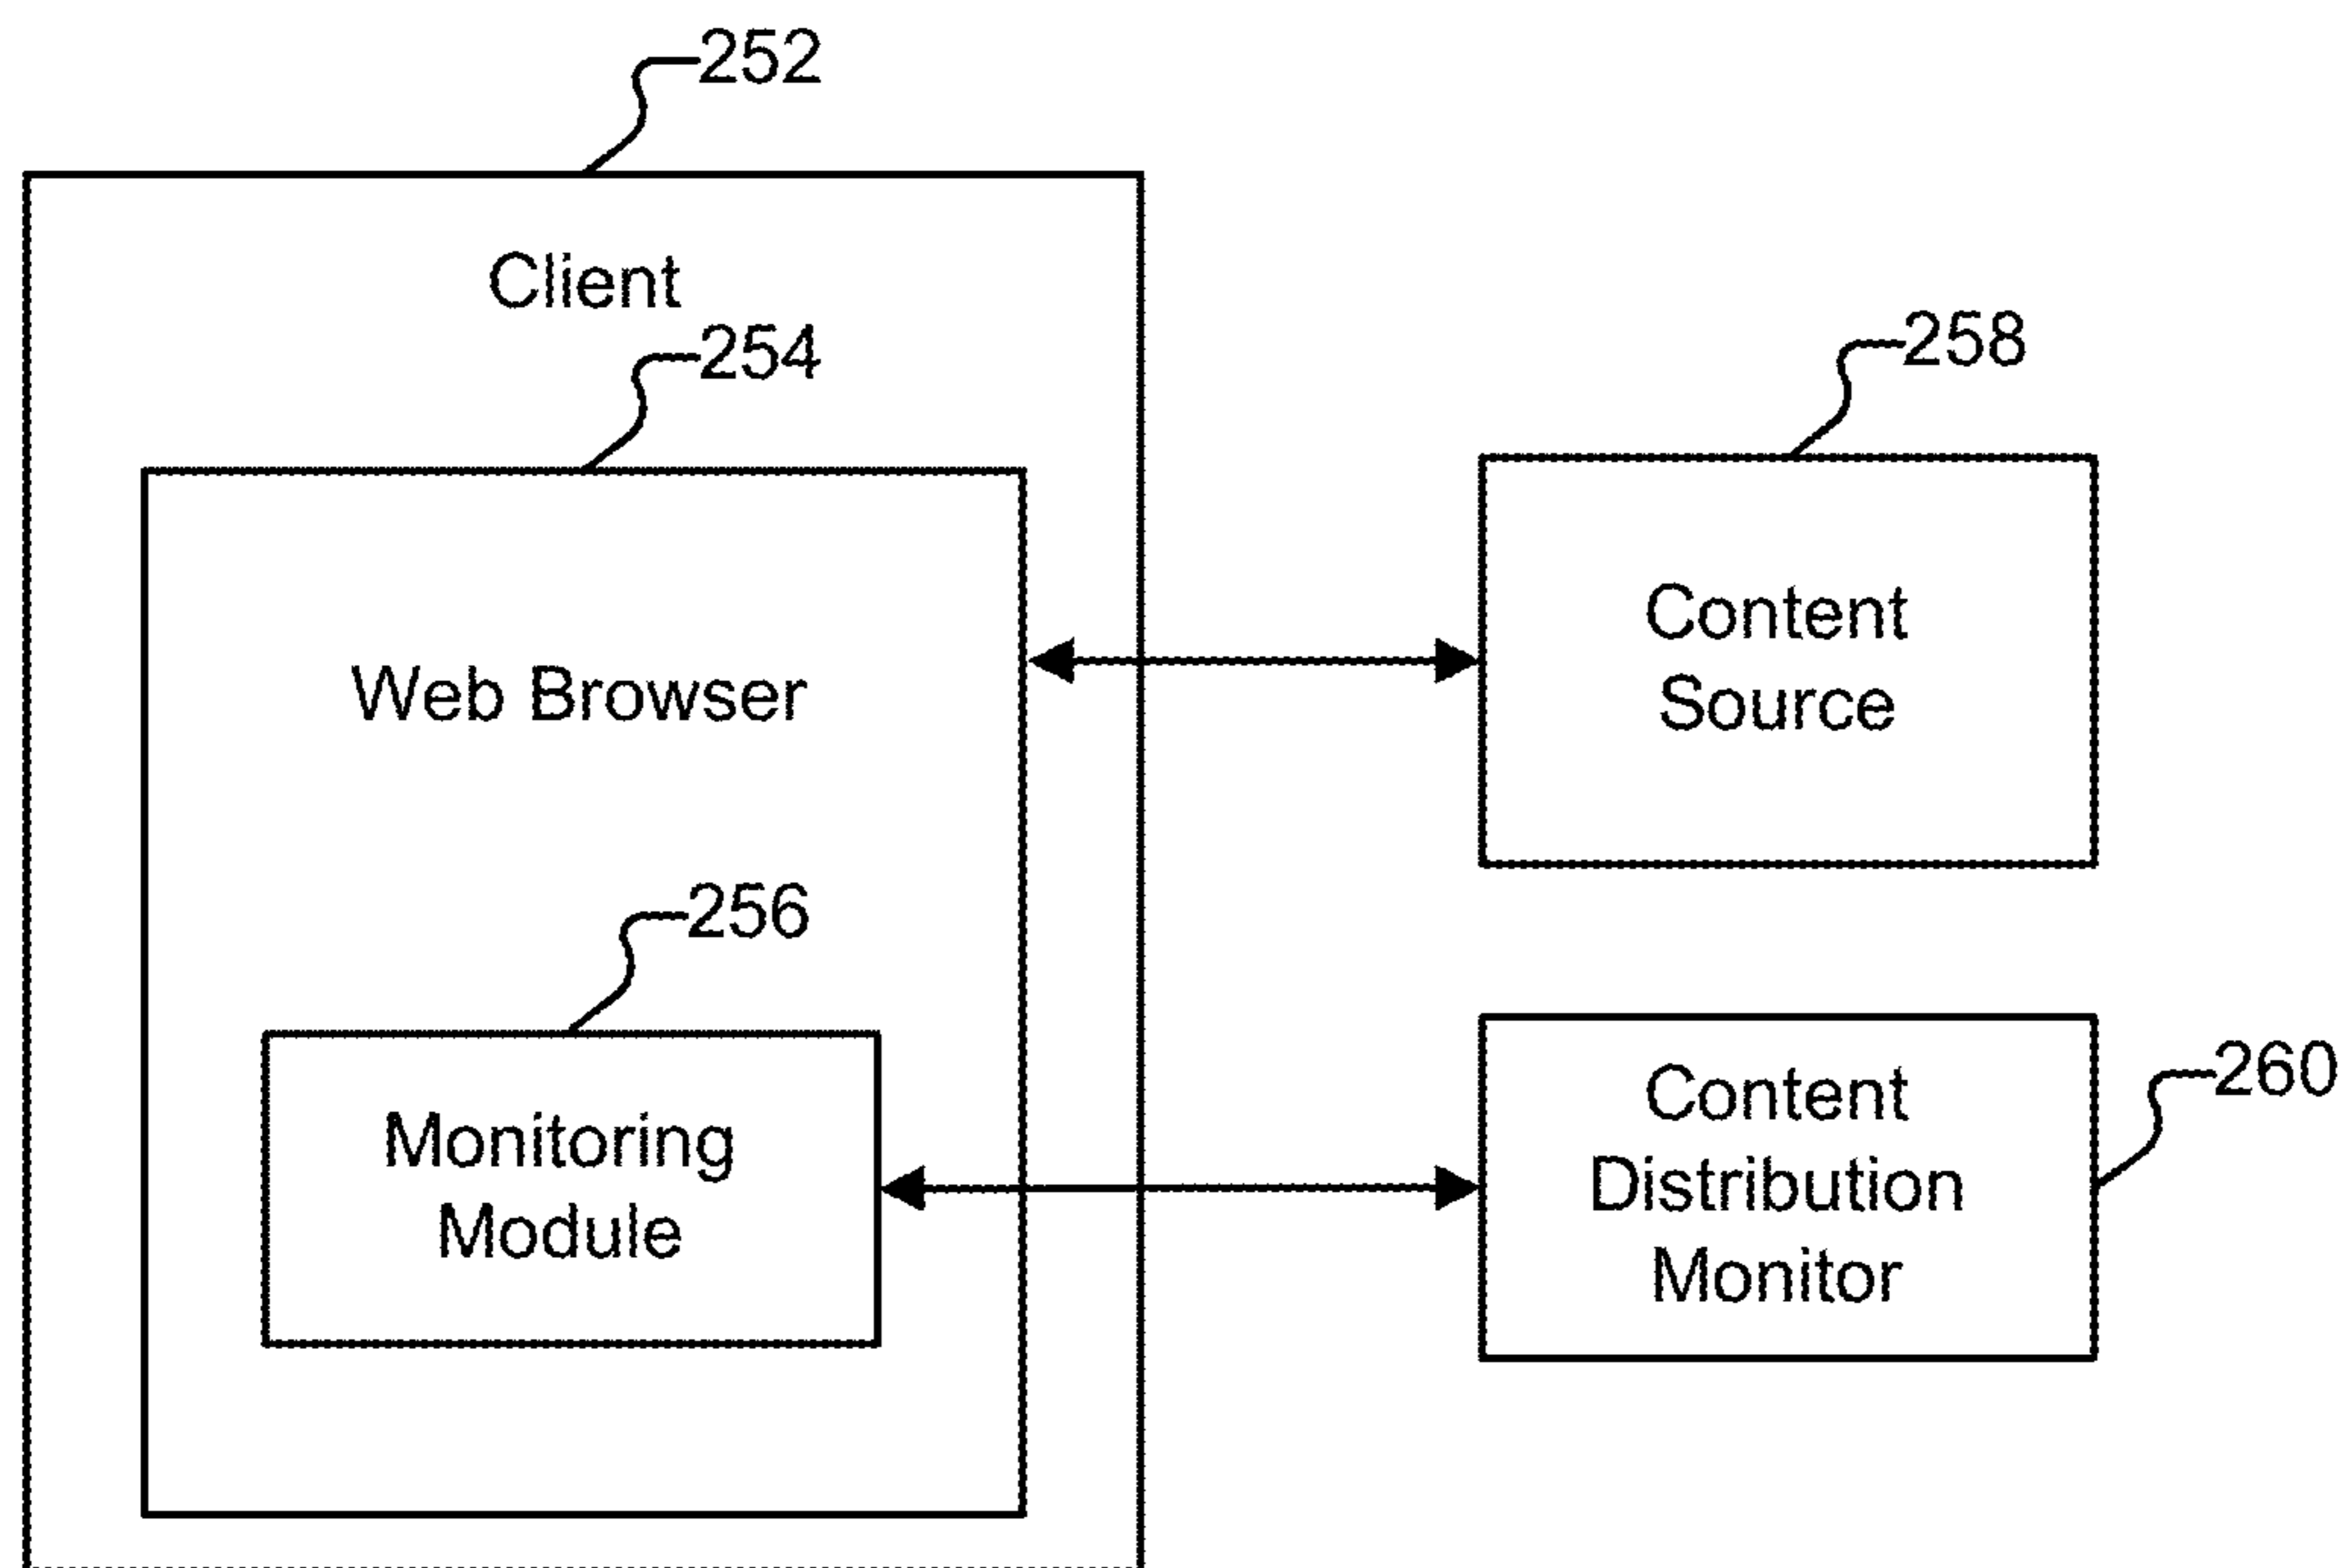 252
Client
254
258
Content
Source
Web Browser
256
260
Content
Distribution
Monitor
Monitoring
Module